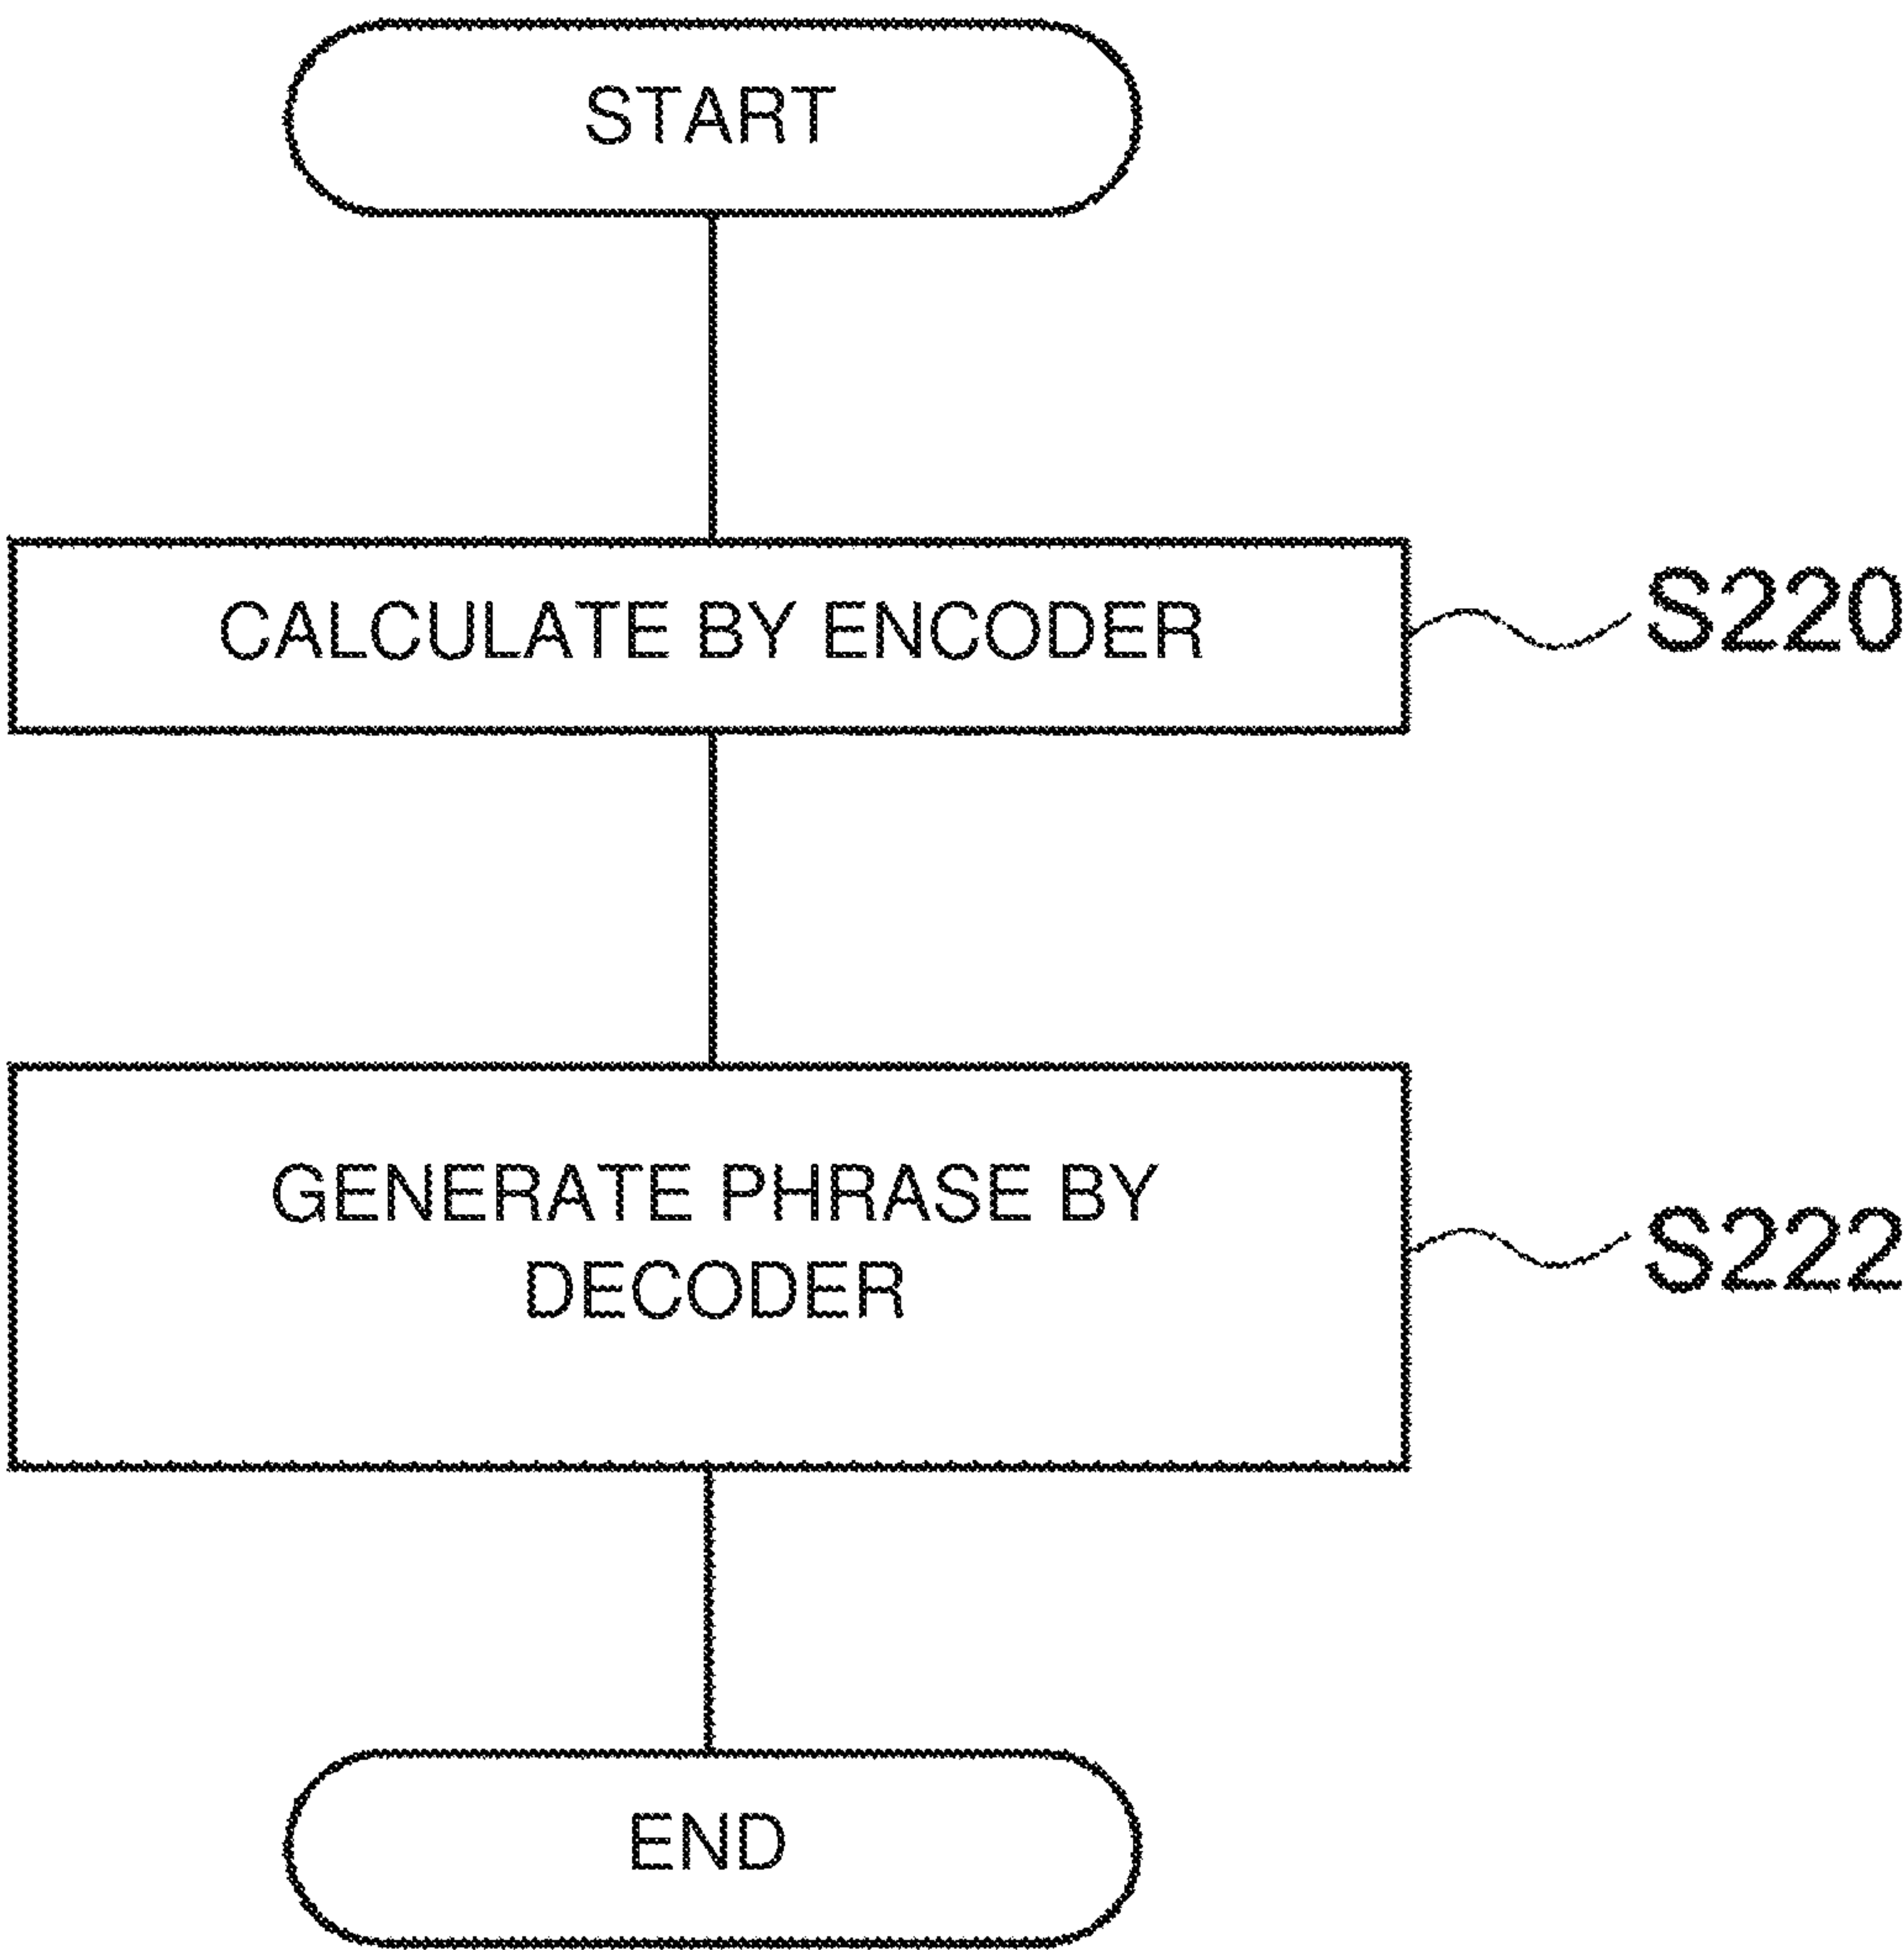 START
CALCULATE BY ENCODER
S220
GENERATE PHRASE BY
DECODER
S222
END